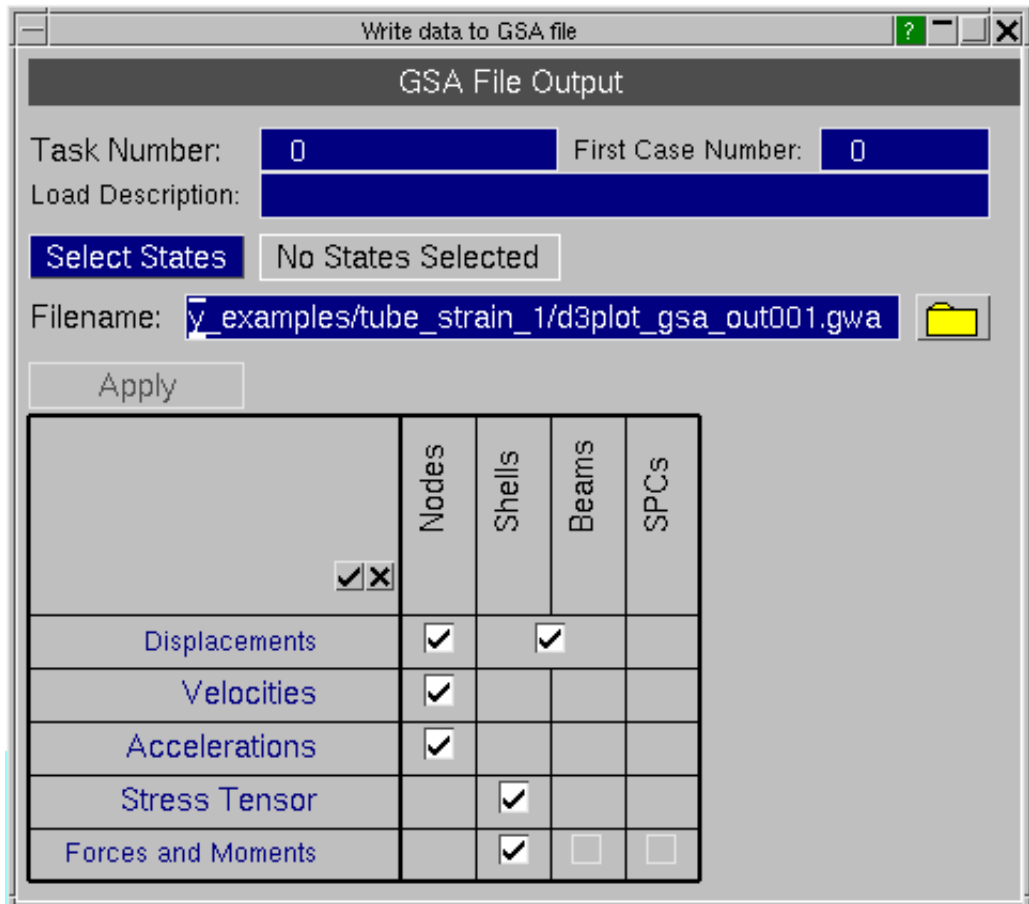 Write data to GSA file ?
GSA File Output
Task Number: 0 First Case Number: 0
Load Description:
Select States No States Selected
Filename: y_examples/tube_strain_1/d3plot_gsa_out001.gwa
Apply
Nodes Shells Beams SPCs
Displacements
Velocities
Accelerations
Stress Tensor
Forces and Moments